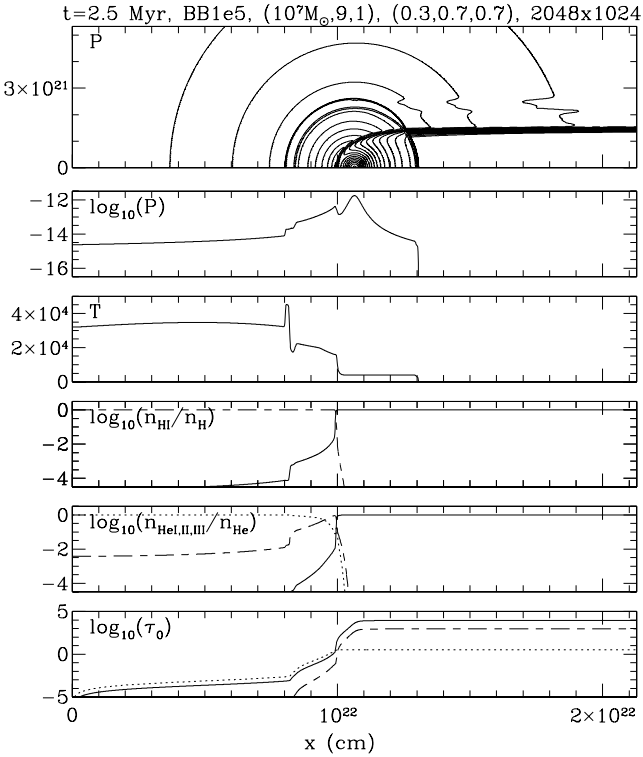 t=2.5 Myr, BB1e5, (10⁷M☉,9,1), (0.3,0.7,0.7), 2048x1024
P
3×10²¹
0
log₁₀(P)
−12
−14
−16
T
4×10⁴
2×10⁴
0
log₁₀(n_HI/n_H)
0
−2
−4
log₁₀(n_HeI,II,III/n_He)
0
−2
−4
log₁₀(τ₀)
5
0
−5
0 10²² 2×10²²
x (cm)